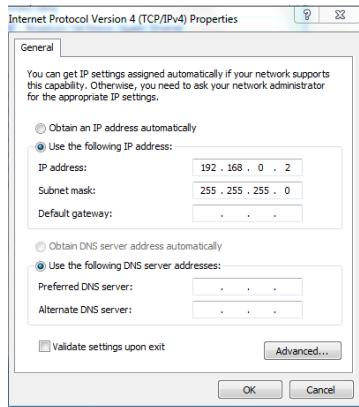 Internet Protocol Version 4 (TCP/IPv4) Properties
General
You can get IP settings assigned automatically if your network supports
this capability. Otherwise, you need to ask your network administrator
for the appropriate IP settings.
Obtain an IP address automatically
Use the following IP address:
IP address: 192 . 168 . 0 . 2
Subnet mask: 255 . 255 . 255 . 0
Default gateway: . . .
Obtain DNS server address automatically
Use the following DNS server addresses:
Preferred DNS server: . . .
Alternate DNS server: . . .
Validate settings upon exit
Advanced...
OK Cancel